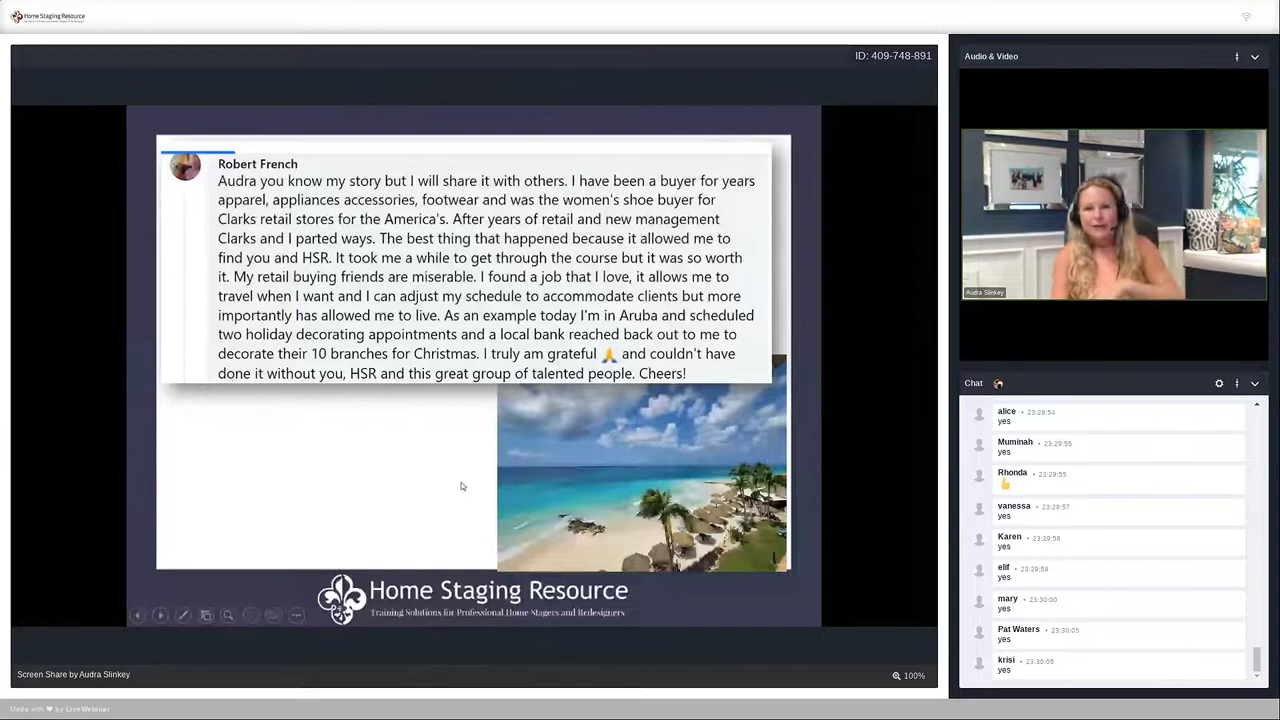 Home Staging Resource
ID: 409-748-891
Robert French
Audra you know my story but I will share it with others. I have been a buyer for years
apparel, appliances accessories, footwear and was the women's shoe buyer for
Clarks retail stores for the America's. After years of retail and new management
Clarks and I parted ways. The best thing that happened because it allowed me to
find you and HSR. It took me a while to get through the course but it was so worth
it. My retail buying friends are miserable. I found a job that I love, it allows me to
travel when I want and I can adjust my schedule to accommodate clients but more
importantly has allowed me to live. As an example today I'm in Aruba and scheduled
two holiday decorating appointments and a local bank reached back out to me to
decorate their 10 branches for Christmas. I truly am grateful 🙏 and couldn't have
done it without you, HSR and this great group of talented people. Cheers!
Home Staging Resource
Training Solutions for Professional Home Stagers and Redesigners
Screen Share by Audra Slinkey
100%
Audio & Video
Audra Slinkey
Chat
alice • 23:29:54
yes
Muminah • 23:29:55
yes
Rhonda • 23:29:55
👍
vanessa • 23:29:57
yes
Karen • 23:29:58
yes
elif • 23:29:58
yes
mary • 23:30:00
yes
Pat Waters • 23:30:05
yes
krisi • 23:30:05
yes
Made with ❤ by LiveWebinar